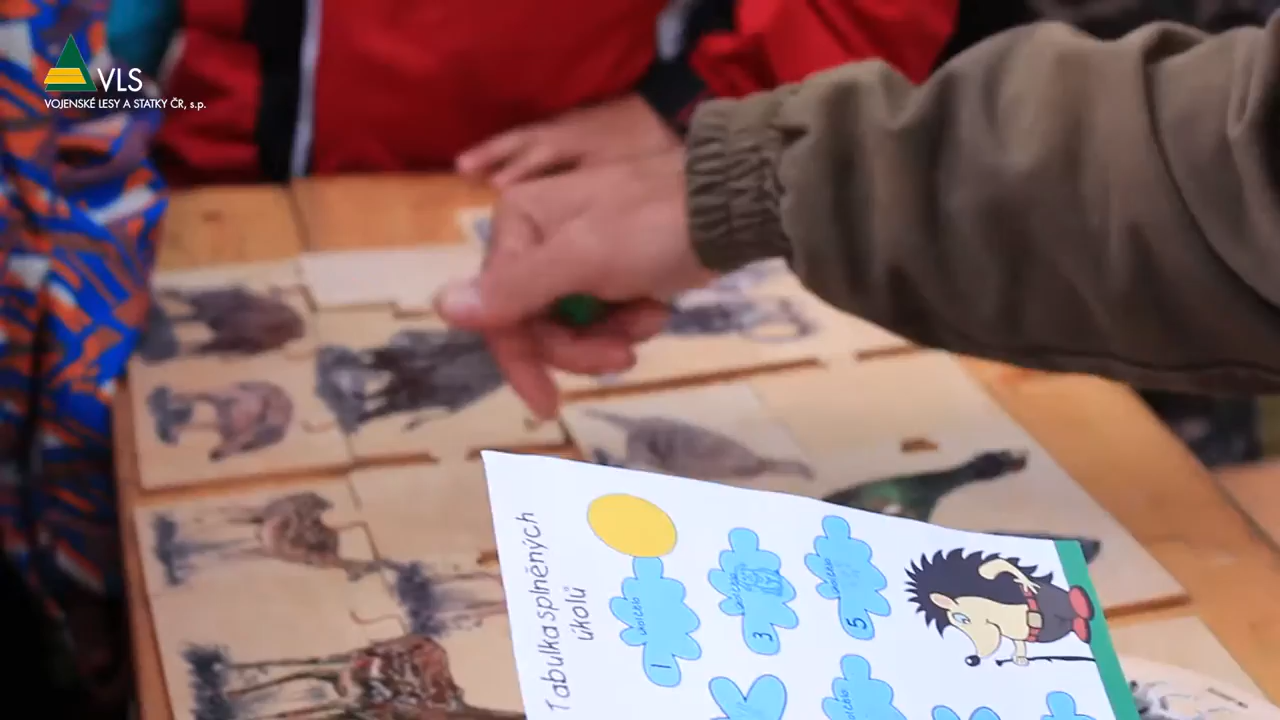 VLS
VOJENSKÉ LESY A STATKY ČR, s.p.
Tabulka splněných
úkolů
1
3
5